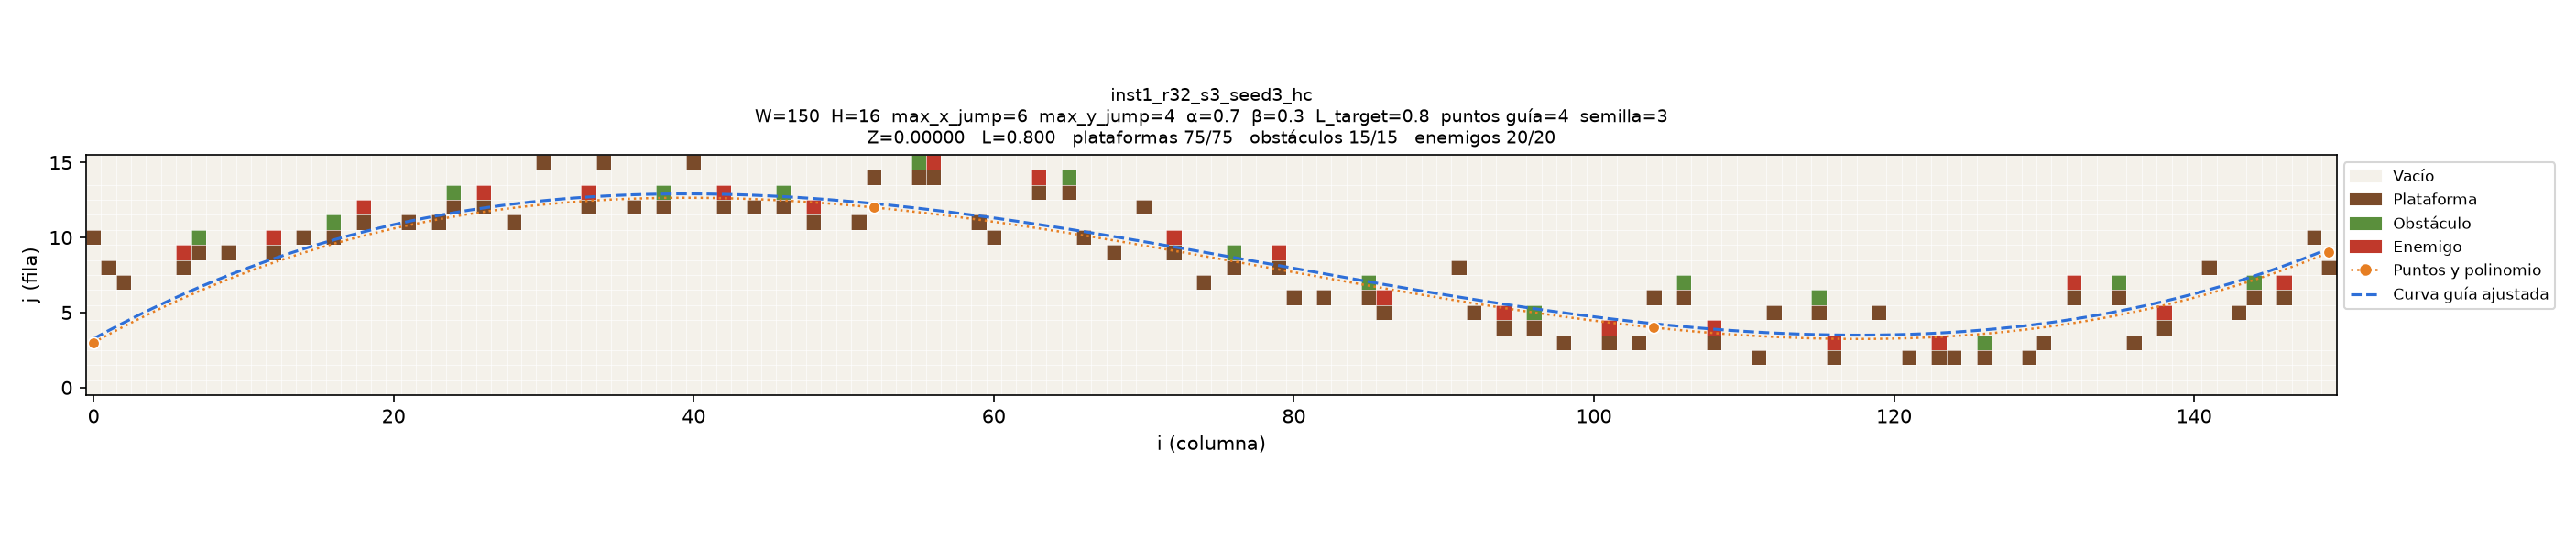 inst1_r32_s3_seed3_hc
W=150  H=16  max_x_jump=6  max_y_jump=4  α=0.7  β=0.3  L_target=0.8  puntos guía=4  semilla=3
Z=0.00000   L=0.800   plataformas 75/75   obstáculos 15/15   enemigos 20/20
15
10
5
0
j (fila)
0 20 40 60 80 100 120 140
i (columna)
Vacío
Plataforma
Obstáculo
Enemigo
Puntos y polinomio
Curva guía ajustada